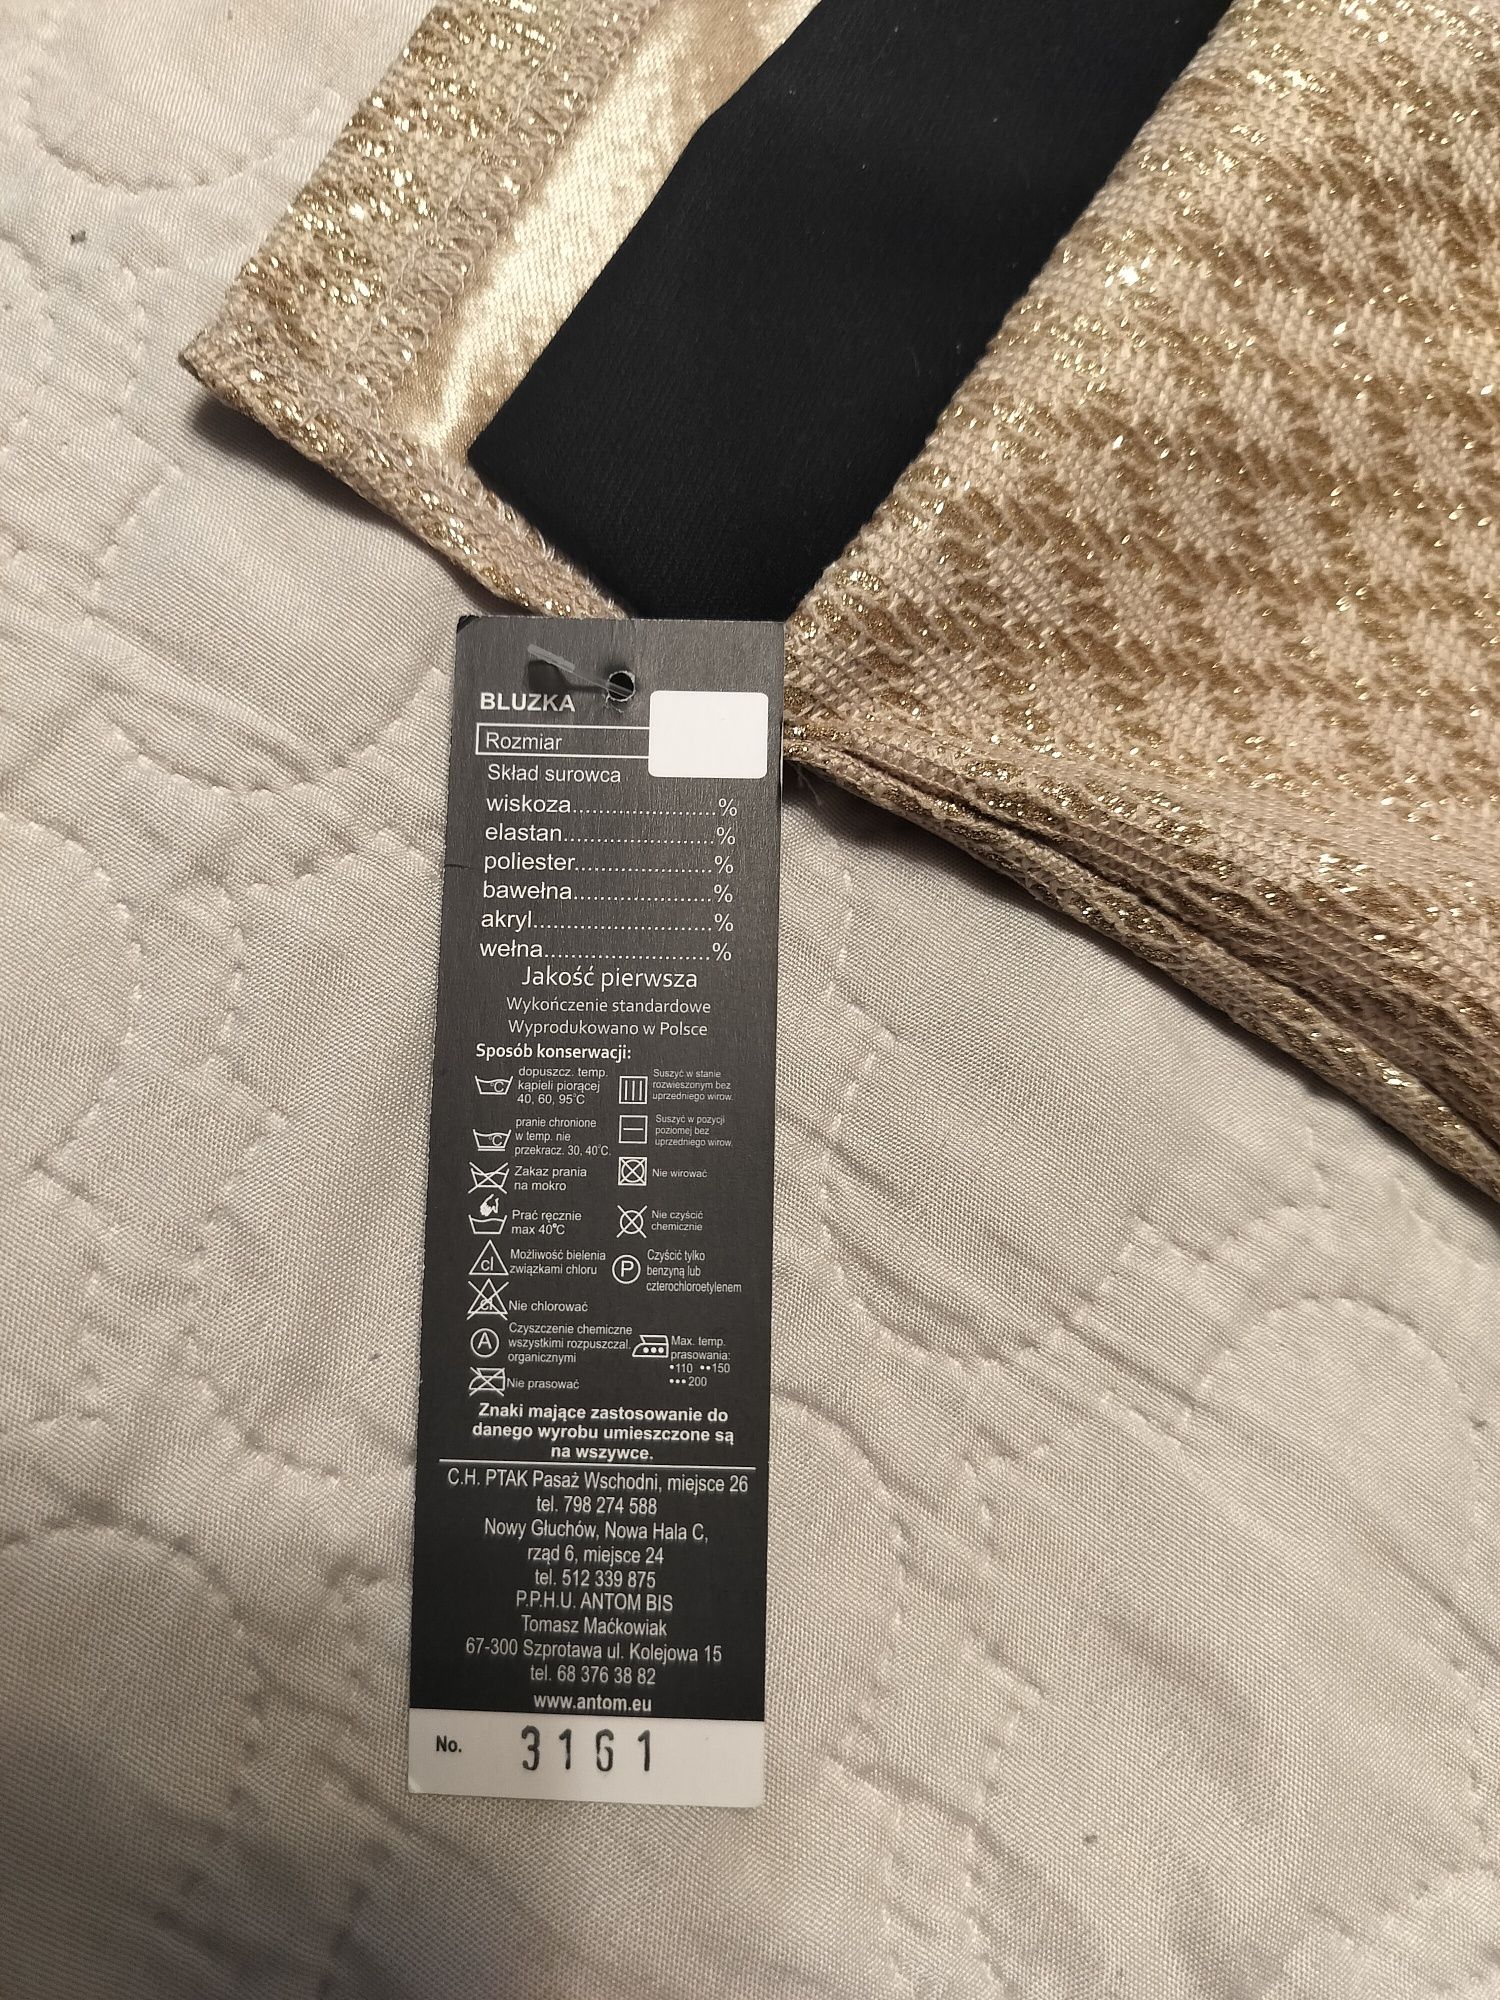 BLUZKA
Rozmiar
Skład surowca
wiskoza......................%
elastan.......................%
poliester.....................%
bawełna.....................%
akryl...........................%
wełna.........................%
Jakość pierwsza
Wykończenie standardowe
Wyprodukowano w Polsce
Sposób konserwacji:
°C
dopuszcz. temp.
kąpieli piorącej
40, 60, 95°C
Suszyć w stanie
rozwieszonym bez
uprzedniego wirow.
°C
pranie chronione
w temp. nie
przekracz. 30, 40°C.
Suszyć w pozycji
poziomej bez
uprzedniego wirow.
Zakaz prania
na mokro
Nie wirować
Prać ręcznie
max 40°C
Nie czyścić
chemicznie
cl
Możliwość bielenia
związkami chloru
P
Czyścić tylko
benzyną lub
czterochloroetylenem
cl
Nie chlorować
A
Czyszczenie chemiczne
wszystkimi rozpuszczal.
organicznymi
Max. temp.
prasowania:
•110 ••150
•••200
Nie prasować
Znaki mające zastosowanie do
danego wyrobu umieszczone są
na wszywce.
C.H. PTAK Pasaż Wschodni, miejsce 26
tel. 798 274 588
Nowy Głuchów, Nowa Hala C,
rząd 6, miejsce 24
tel. 512 339 875
P.P.H.U. ANTOM BIS
Tomasz Maćkowiak
67-300 Szprotawa ul. Kolejowa 15
tel. 68 376 38 82
www.antom.eu
No. 3161